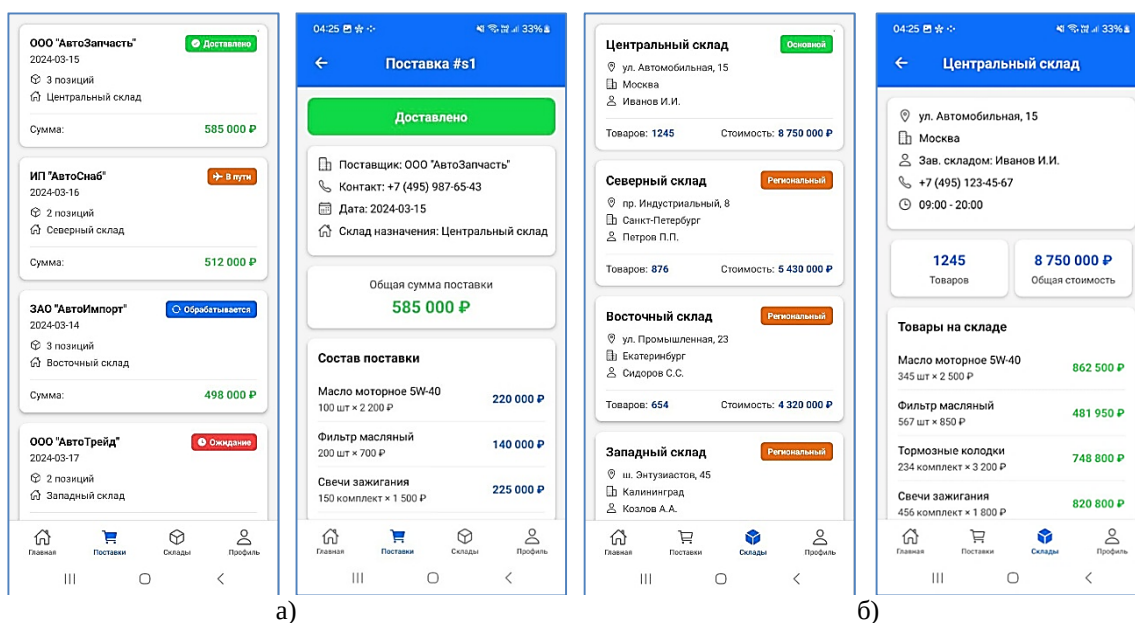 ООО "АвтоЗапчасть"
Доставлено
2024-03-15
3 позиций
Центральный склад
Сумма: 585 000 ₽
ИП "АвтоСнаб"
В пути
2024-03-16
2 позиций
Северный склад
Сумма: 512 000 ₽
ЗАО "АвтоИмпорт"
Обрабатывается
2024-03-14
3 позиций
Восточный склад
Сумма: 498 000 ₽
ООО "АвтоТрейд"
Ожидание
2024-03-17
2 позиций
Западный склад
Главная Поставки Склады Профиль
04:25 33%
Поставка #s1
Доставлено
Поставщик: ООО "АвтоЗапчасть"
Контакт: +7 (495) 987-65-43
Дата: 2024-03-15
Склад назначения: Центральный склад
Общая сумма поставки
585 000 ₽
Состав поставки
Масло моторное 5W-40
100 шт × 2 200 ₽
220 000 ₽
Фильтр масляный
200 шт × 700 ₽
140 000 ₽
Свечи зажигания
150 комплект × 1 500 ₽
225 000 ₽
Главная Поставки Склады Профиль
а)
Центральный склад
Основной
ул. Автомобильная, 15
Москва
Иванов И.И.
Товаров: 1245 Стоимость: 8 750 000 ₽
Северный склад
Региональный
пр. Индустриальный, 8
Санкт-Петербург
Петров П.П.
Товаров: 876 Стоимость: 5 430 000 ₽
Восточный склад
Региональный
ул. Промышленная, 23
Екатеринбург
Сидоров С.С.
Товаров: 654 Стоимость: 4 320 000 ₽
Западный склад
Региональный
ш. Энтузиастов, 45
Калининград
Козлов А.А.
Главная Поставки Склады Профиль
04:25 33%
Центральный склад
ул. Автомобильная, 15
Москва
Зав. складом: Иванов И.И.
+7 (495) 123-45-67
09:00 - 20:00
1245
Товаров
8 750 000 ₽
Общая стоимость
Товары на складе
Масло моторное 5W-40
345 шт × 2 500 ₽
862 500 ₽
Фильтр масляный
567 шт × 850 ₽
481 950 ₽
Тормозные колодки
234 комплект × 3 200 ₽
748 800 ₽
Свечи зажигания
456 комплект × 1 800 ₽
820 800 ₽
Главная Поставки Склады Профиль
б)